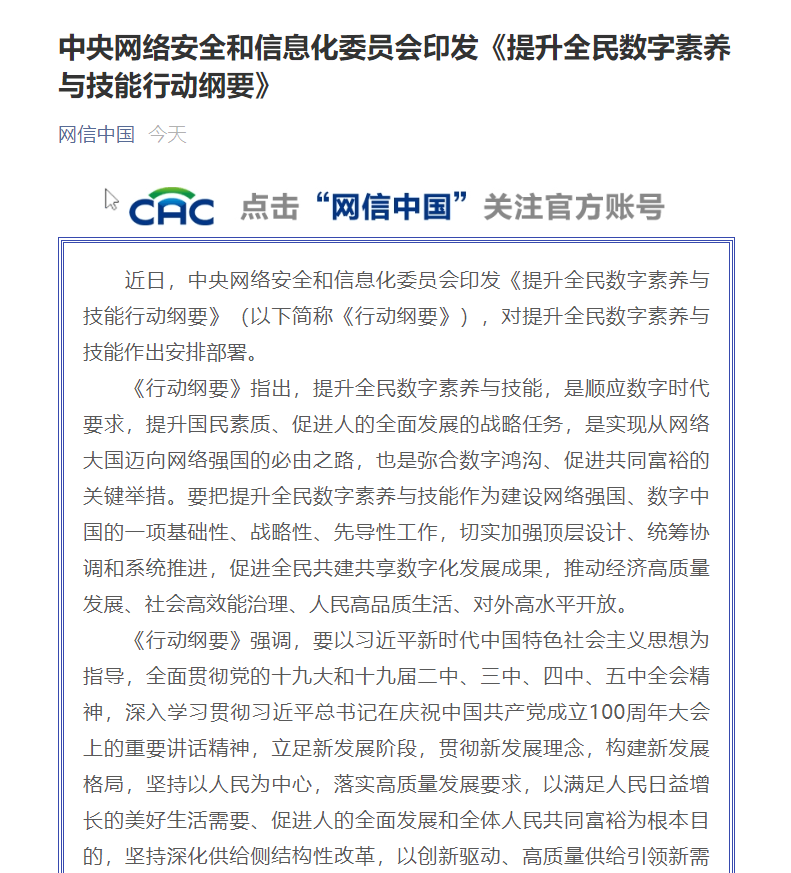 中央网络安全和信息化委员会印发《提升全民数字素养
与技能行动纲要》
网信中国 今天
CAC 点击“网信中国”关注官方账号
近日，中央网络安全和信息化委员会印发《提升全民数字素养与
技能行动纲要》（以下简称《行动纲要》），对提升全民数字素养与
技能作出安排部署。
《行动纲要》指出，提升全民数字素养与技能，是顺应数字时代
要求，提升国民素质、促进人的全面发展的战略任务，是实现从网络
大国迈向网络强国的必由之路，也是弥合数字鸿沟、促进共同富裕的
关键举措。要把提升全民数字素养与技能作为建设网络强国、数字中
国的一项基础性、战略性、先导性工作，切实加强顶层设计、统筹协
调和系统推进，促进全民共建共享数字化发展成果，推动经济高质量
发展、社会高效能治理、人民高品质生活、对外高水平开放。
《行动纲要》强调，要以习近平新时代中国特色社会主义思想为
指导，全面贯彻党的十九大和十九届二中、三中、四中、五中全会精
神，深入学习贯彻习近平总书记在庆祝中国共产党成立100周年大会
上的重要讲话精神，立足新发展阶段，贯彻新发展理念，构建新发展
格局，坚持以人民为中心，落实高质量发展要求，以满足人民日益增
长的美好生活需要、促进人的全面发展和全体人民共同富裕为根本目
的，坚持深化供给侧结构性改革，以创新驱动、高质量供给引领新需